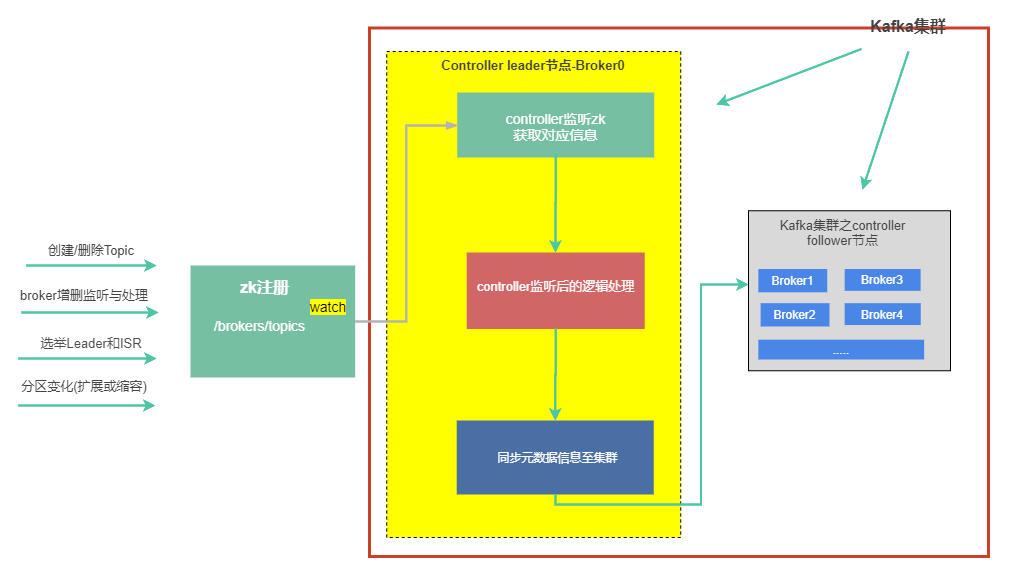 Kafka集群
Controller leader节点-Broker0
controller监听zk
获取对应信息
创建/删除Topic
broker增删监听与处理
选举Leader和ISR
分区变化(扩展或缩容)
zk注册
watch
/brokers/topics
controller监听后的逻辑处理
同步元数据信息至集群
Kafka集群之controller
follower节点
Broker1
Broker3
Broker2
Broker4
.....